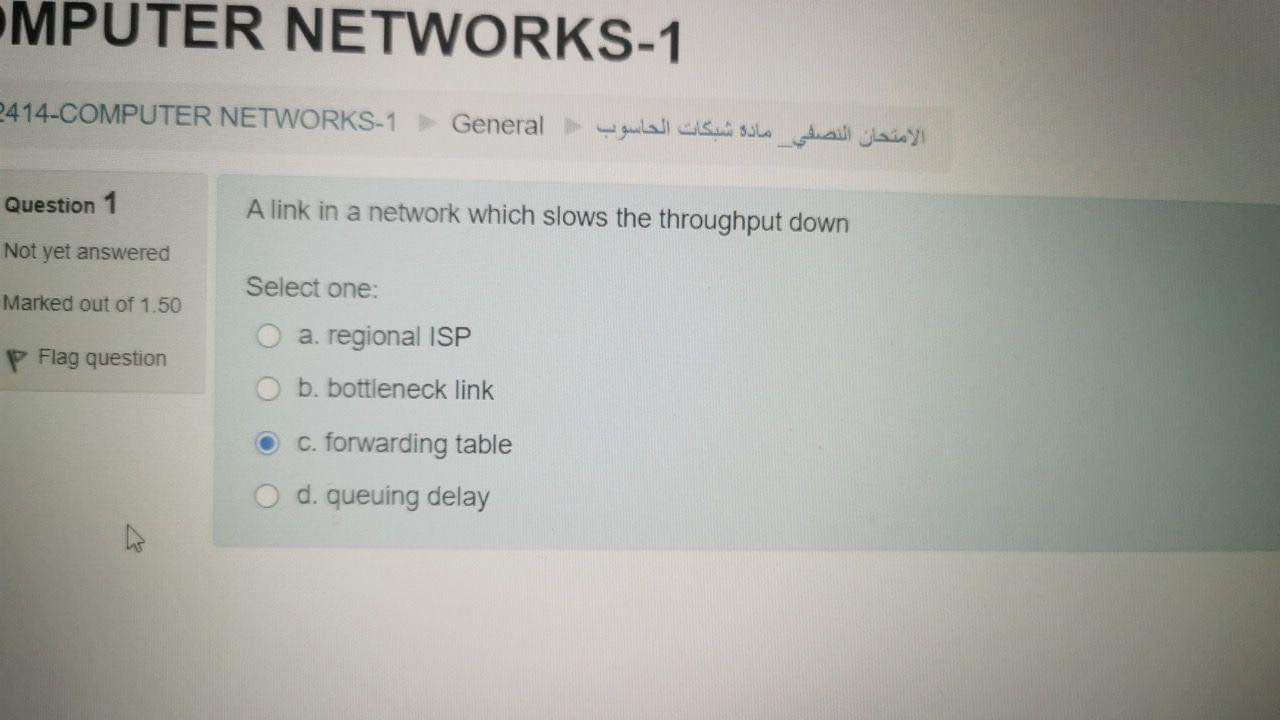 OMPUTER NETWORKS-1
2414-COMPUTER NETWORKS-1 ► General ► الامتحان النصفي_ مادة شبكات الحاسوب
Question 1
Not yet answered
Marked out of 1.50
Flag question
A link in a network which slows the throughput down
Select one:
a. regional ISP
b. bottleneck link
c. forwarding table
d. queuing delay